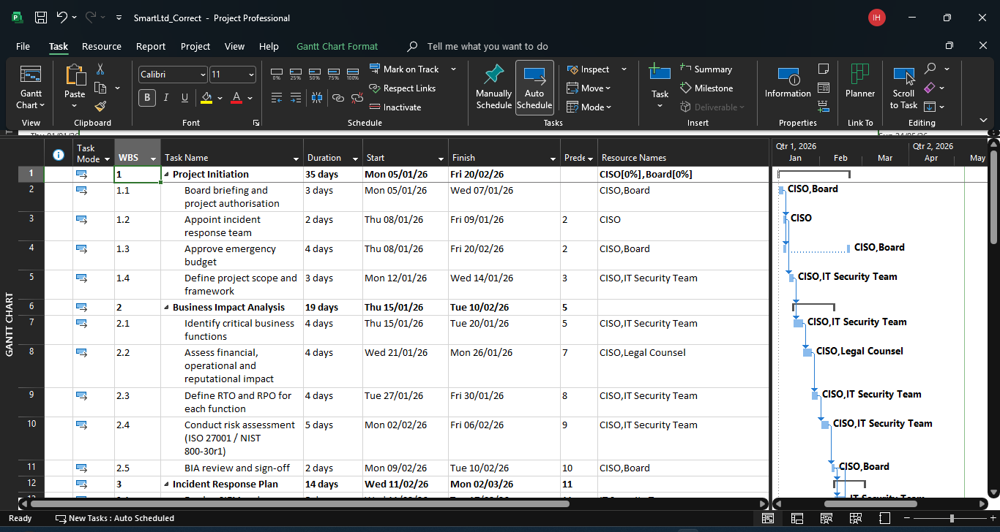 SmartLtd_Correct - Project Professional
IH
File Task Resource Report Project View Help Gantt Chart Format Tell me what you want to do
Gantt
Chart
View
Paste
Clipboard
Calibri 11
B I U A
Font
0% 25% 50% 75% 100%
Mark on Track
Respect Links
Inactivate
Schedule
Manually
Schedule
Auto
Schedule
Inspect
Move
Mode
Tasks
Task
Summary
Milestone
Deliverable
Insert
Information
Properties
Planner
Link To
Scroll
to Task
Editing
Task
Mode WBS Task Name Duration Start Finish Prede Resource Names
Qtr 1, 2026 Qtr 2, 2026
Jan Feb Mar Apr May
GANTT CHART
1 1 Project Initiation 35 days Mon 05/01/26 Fri 20/02/26 CISO[0%],Board[0%]
2 1.1 Board briefing and
project authorisation 3 days Mon 05/01/26 Wed 07/01/26 CISO,Board CISO,Board
3 1.2 Appoint incident
response team 2 days Thu 08/01/26 Fri 09/01/26 2 CISO CISO
4 1.3 Approve emergency
budget 4 days Thu 08/01/26 Fri 20/02/26 2 CISO,Board CISO,Board
5 1.4 Define project scope and
framework 3 days Mon 12/01/26 Wed 14/01/26 3 CISO,IT Security Team CISO,IT Security Team
6 2 Business Impact Analysis 19 days Thu 15/01/26 Tue 10/02/26 5
7 2.1 Identify critical business
functions 4 days Thu 15/01/26 Tue 20/01/26 5 CISO,IT Security Team CISO,IT Security Team
8 2.2 Assess financial,
operational and
reputational impact 4 days Wed 21/01/26 Mon 26/01/26 7 CISO,Legal Counsel CISO,Legal Counsel
9 2.3 Define RTO and RPO for
each function 4 days Tue 27/01/26 Fri 30/01/26 8 CISO,IT Security Team CISO,IT Security Team
10 2.4 Conduct risk assessment
(ISO 27001 / NIST
800-30r1) 5 days Mon 02/02/26 Fri 06/02/26 9 CISO,IT Security Team CISO,IT Security Team
11 2.5 BIA review and sign-off 2 days Mon 09/02/26 Tue 10/02/26 10 CISO,Board CISO,Board
12 3 Incident Response Plan 14 days Wed 11/02/26 Mon 02/03/26 11
Ready New Tasks : Auto Scheduled